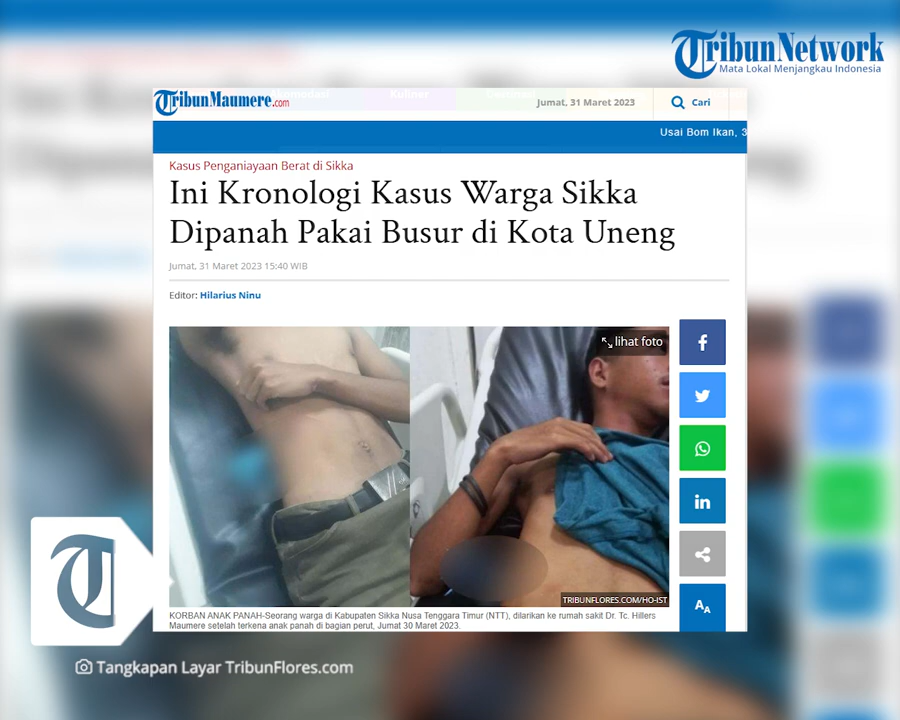 TribunNetwork
Mata Lokal Menjangkau Indonesia
TribunMaumere.com
Kuliner
Jumat, 31 Maret 2023
Cari
Usai Bom Ikan, 3
Kasus Penganiayaan Berat di Sikka
Ini Kronologi Kasus Warga Sikka
Dipanah Pakai Busur di Kota Uneng
Jumat, 31 Maret 2023 15:40 WIB
Editor: Hilarius Ninu
lihat foto
TRIBUNFLORES.COM/HO-IST
KORBAN ANAK PANAH-Seorang warga di Kabupaten Sikka Nusa Tenggara Timur (NTT), dilarikan ke rumah sakit Dr. Tc. Hillers
Maumere setelah terkena anak panah di bagian perut, Jumat 30 Maret 2023.
AA
T
Tangkapan Layar TribunFlores.com